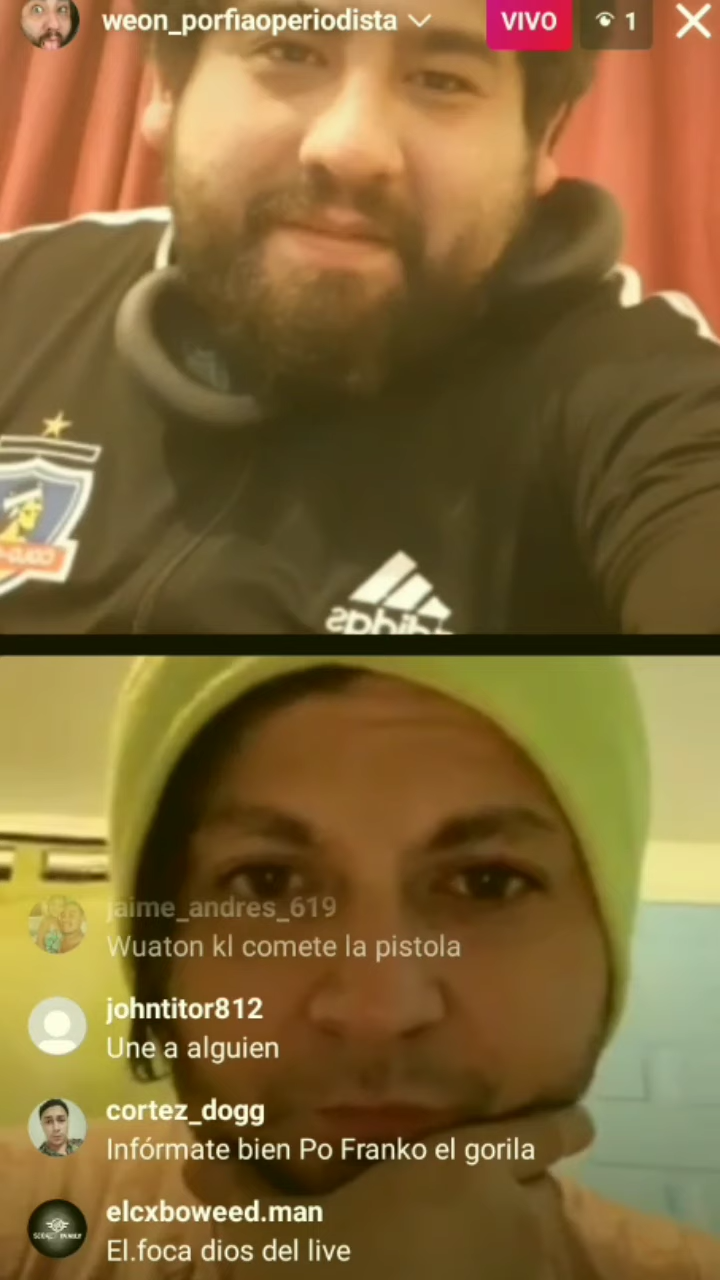 weon_porfiaoperiodista
VIVO
1
adidas
jaime_andres_619
Wuaton kl comete la pistola
johntitor812
Une a alguien
cortez_dogg
Infórmate bien Po Franko el gorila
elcxboweed.man
El.foca dios del live